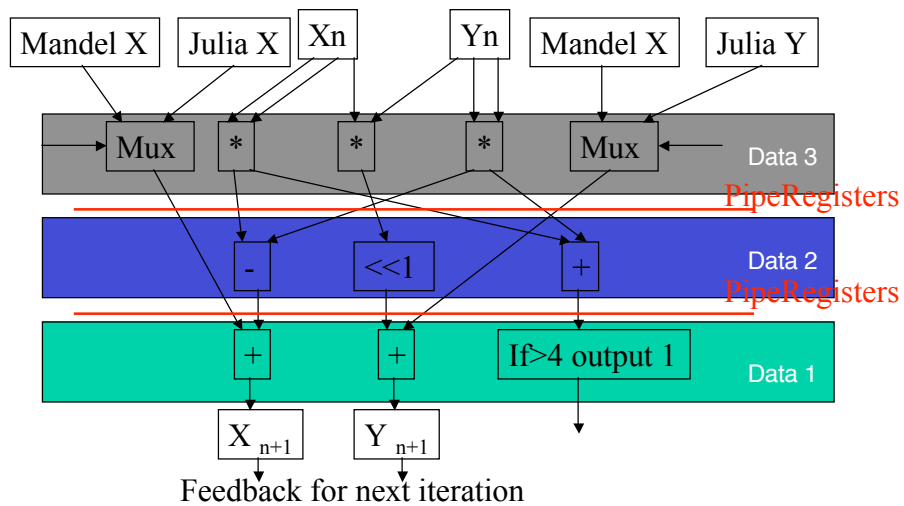 Mandel X Julia X Xn Yn Mandel X Julia Y
Mux * * * Mux Data 3
PipeRegisters
- <<1 + Data 2
PipeRegisters
+ + If>4 output 1 Data 1
X n+1 Y n+1
Feedback for next iteration